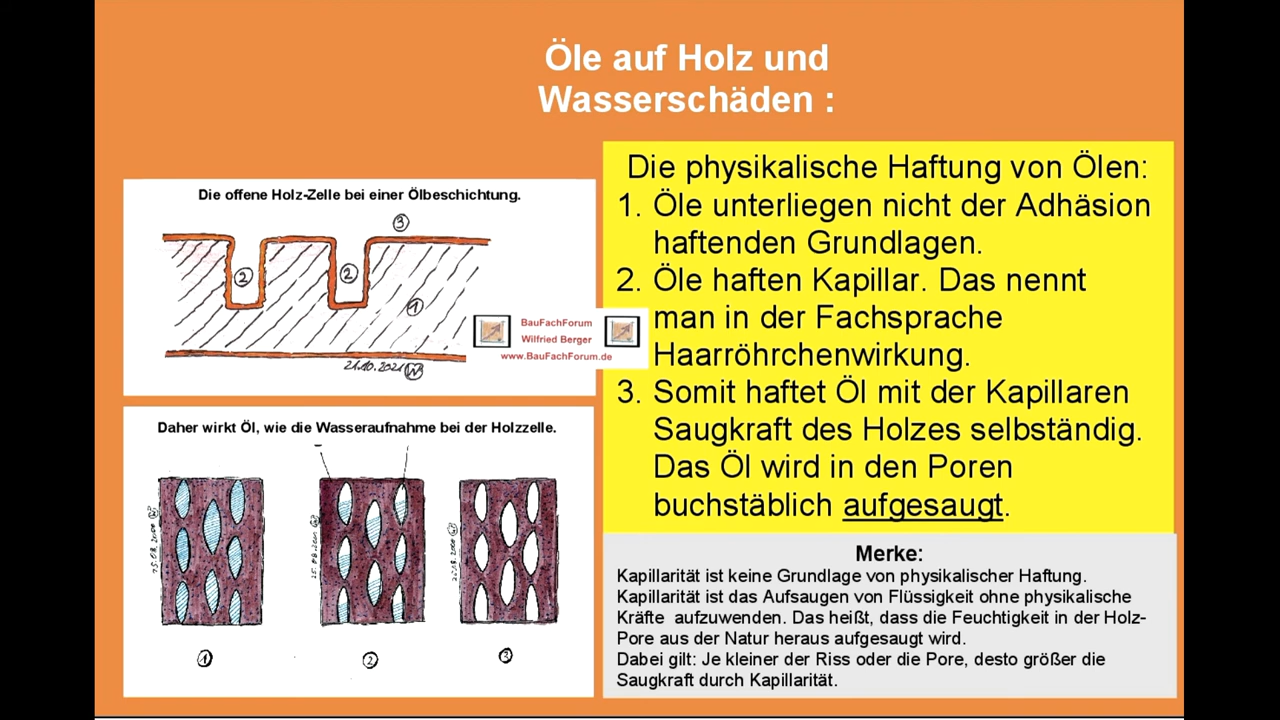 Öle auf Holz und
Wasserschäden :
Die offene Holz-Zelle bei einer Ölbeschichtung.
3
2
2
1
21.10.2021 W
BauFachForum
Wilfried Berger
www.BauFachForum.de
Daher wirkt Öl, wie die Wasseraufnahme bei der Holzzelle.
1
2
3
Die physikalische Haftung von Ölen:
1. Öle unterliegen nicht der Adhäsion
haftenden Grundlagen.
2. Öle haften Kapillar. Das nennt
man in der Fachsprache
Haarröhrchenwirkung.
3. Somit haftet Öl mit der Kapillaren
Saugkraft des Holzes selbständig.
Das Öl wird in den Poren
buchstäblich aufgesaugt.
Merke:
Kapillarität ist keine Grundlage von physikalischer Haftung.
Kapillarität ist das Aufsaugen von Flüssigkeit ohne physikalische
Kräfte aufzuwenden. Das heißt, dass die Feuchtigkeit in der Holz-
Pore aus der Natur heraus aufgesaugt wird.
Dabei gilt: Je kleiner der Riss oder die Pore, desto größer die
Saugkraft durch Kapillarität.